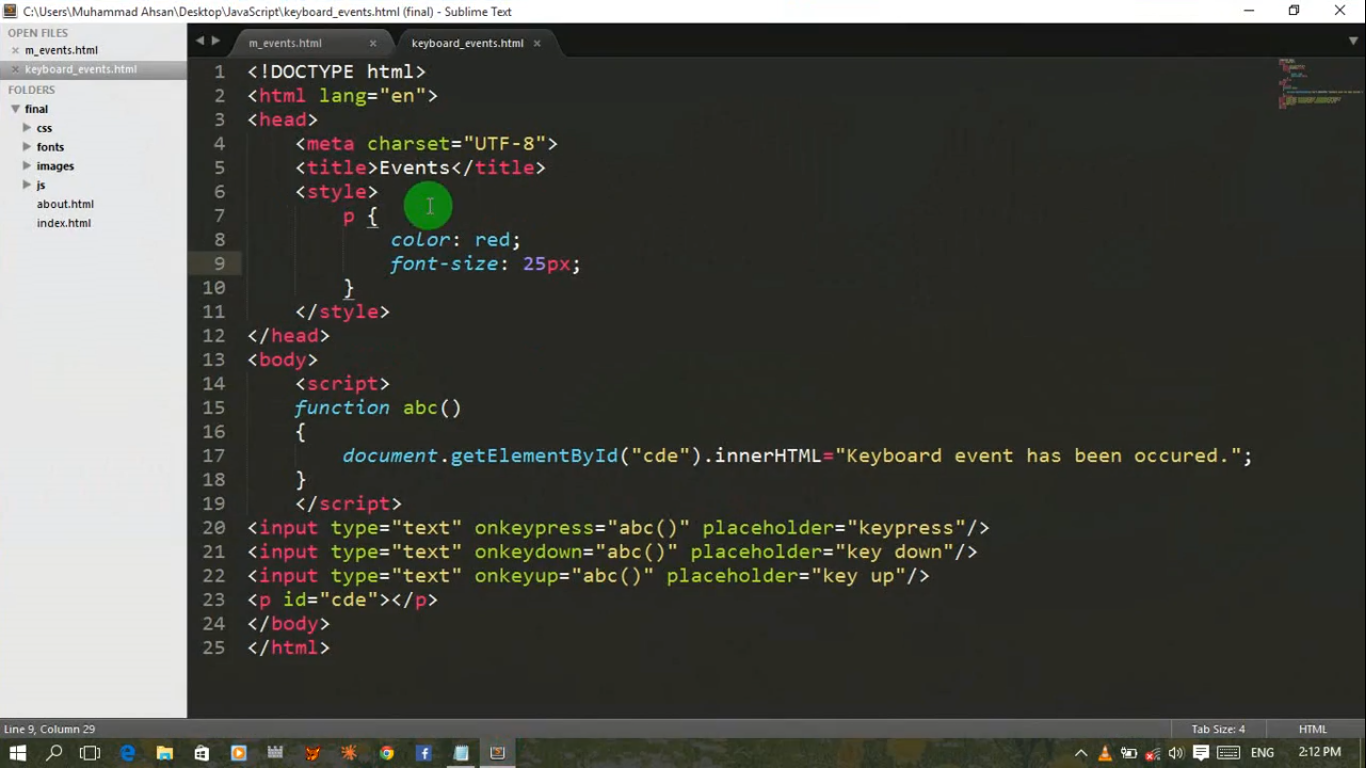 C:\Users\Muhammad Ahsan\Desktop\JavaScript\keyboard_events.html (final) - Sublime Text
OPEN FILES
m_events.html
keyboard_events.html
FOLDERS
final
css
fonts
images
js
about.html
index.html
m_events.html
keyboard_events.html
1 <!DOCTYPE html>
2 <html lang="en">
3 <head>
4 <meta charset="UTF-8">
5 <title>Events</title>
6 <style>
7 p {
8 color: red;
9 font-size: 25px;
10 }
11 </style>
12 </head>
13 <body>
14 <script>
15 function abc()
16 {
17 document.getElementById("cde").innerHTML="Keyboard event has been occured.";
18 }
19 </script>
20 <input type="text" onkeypress="abc()" placeholder="keypress"/>
21 <input type="text" onkeydown="abc()" placeholder="key down"/>
22 <input type="text" onkeyup="abc()" placeholder="key up"/>
23 <p id="cde"></p>
24 </body>
25 </html>
Line 9, Column 29
Tab Size: 4
HTML
ENG
2:12 PM